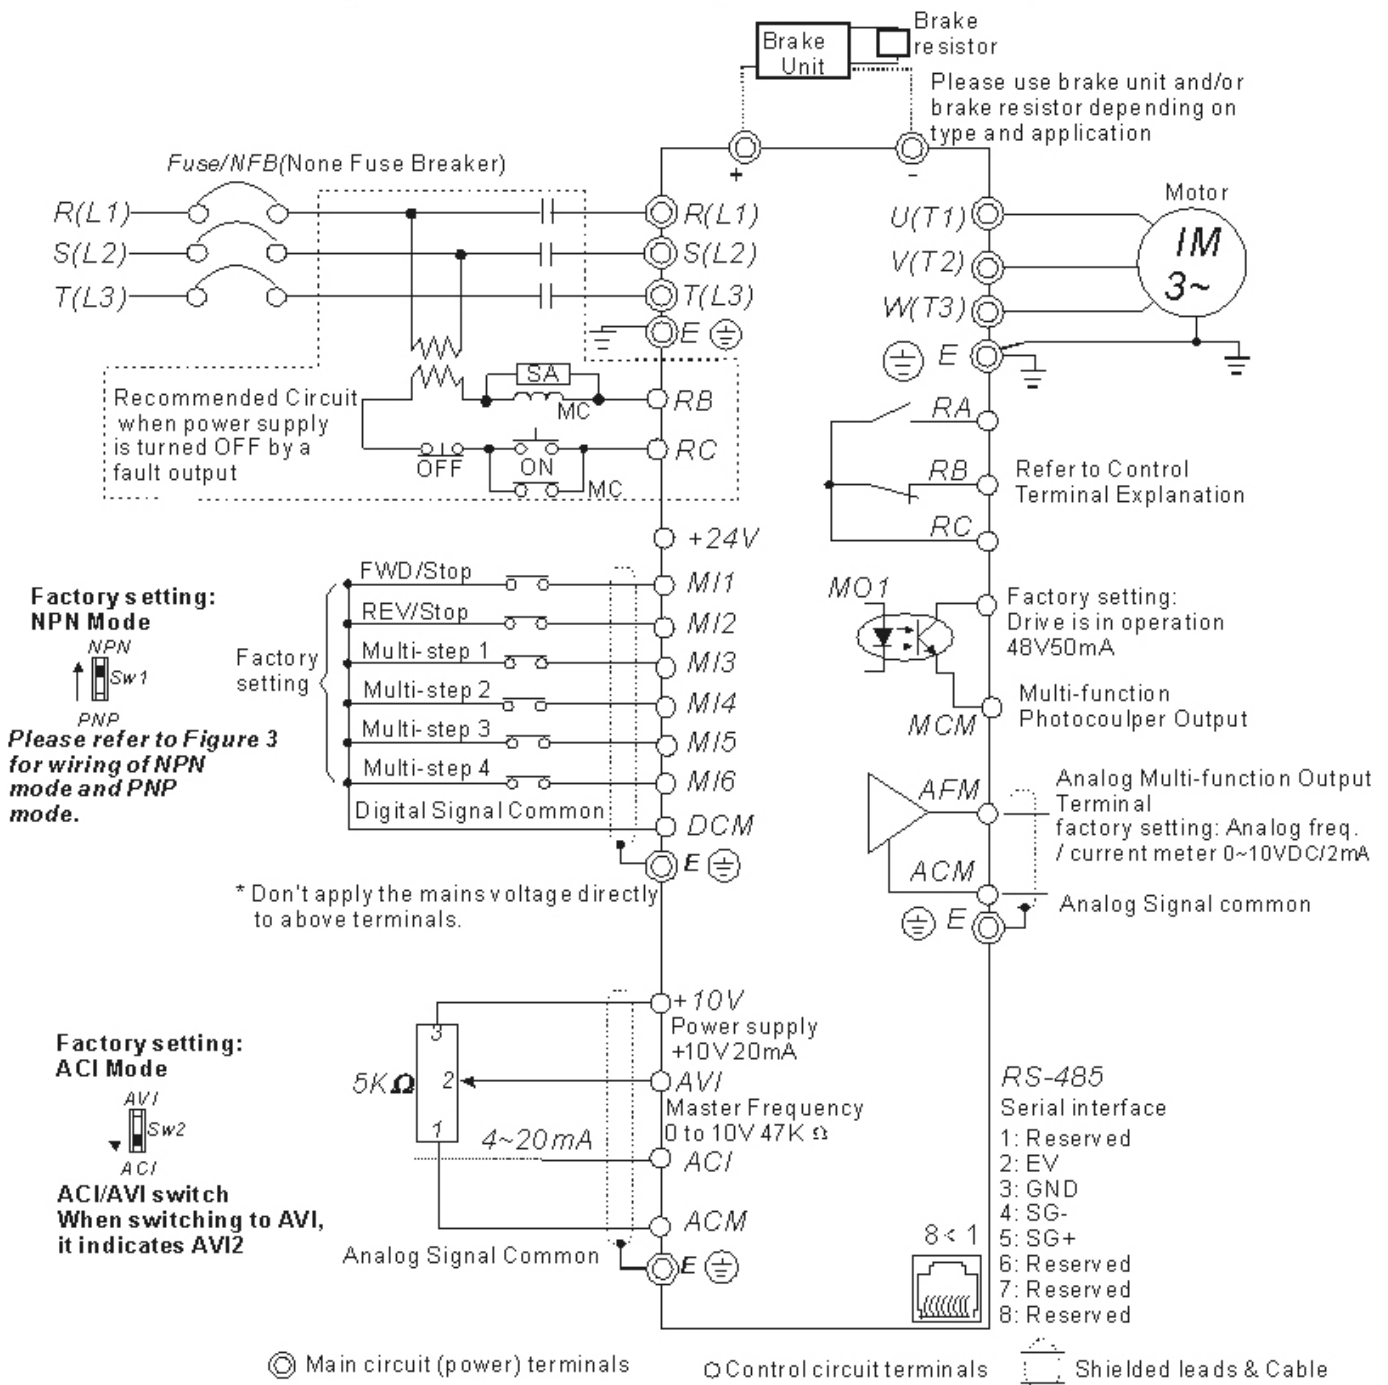 Brake
resistor
Brake
Unit
Please use brake unit and/or
brake resistor depending on
type and application
+
-
Fuse/NFB(None Fuse Breaker)
R(L1)
S(L2)
T(L3)
R(L1)
S(L2)
T(L3)
E
U(T1)
V(T2)
W(T3)
E
Motor
IM
3~
Recommended Circuit
when power supply
is turned OFF by a
fault output
SA
MC
RB
OFF
ON
MC
RC
RA
RB
RC
Refer to Control
Terminal Explanation
+24V
Factory setting:
NPN Mode
NPN
Sw1
PNP
Please refer to Figure 3
for wiring of NPN
mode and PNP
mode.
Factory
setting
FWD/Stop
MI1
REV/Stop
MI2
Multi-step 1
MI3
Multi-step 2
MI4
Multi-step 3
MI5
Multi-step 4
MI6
Digital Signal Common
DCM
E
* Don't apply the mains voltage directly
to above terminals.
MO1
Factory setting:
Drive is in operation
48V50mA
Multi-function
Photocoulper Output
MCM
AFM
Analog Multi-function Output
Terminal
factory setting: Analog freq.
/ current meter 0~10VDC/2mA
ACM
Analog Signal common
E
Factory setting:
ACI Mode
AVI
Sw2
ACI
ACI/AVI switch
When switching to AVI,
it indicates AVI2
5KΩ
3
2
1
+10V
Power supply
+10V 20mA
AVI
Master Frequency
0 to 10V 47K Ω
4~20mA
ACI
ACM
Analog Signal Common
E
RS-485
Serial interface
1: Reserved
2: EV
3: GND
4: SG-
5: SG+
6: Reserved
7: Reserved
8: Reserved
8< 1
Main circuit (power) terminals
Control circuit terminals
Shielded leads & Cable